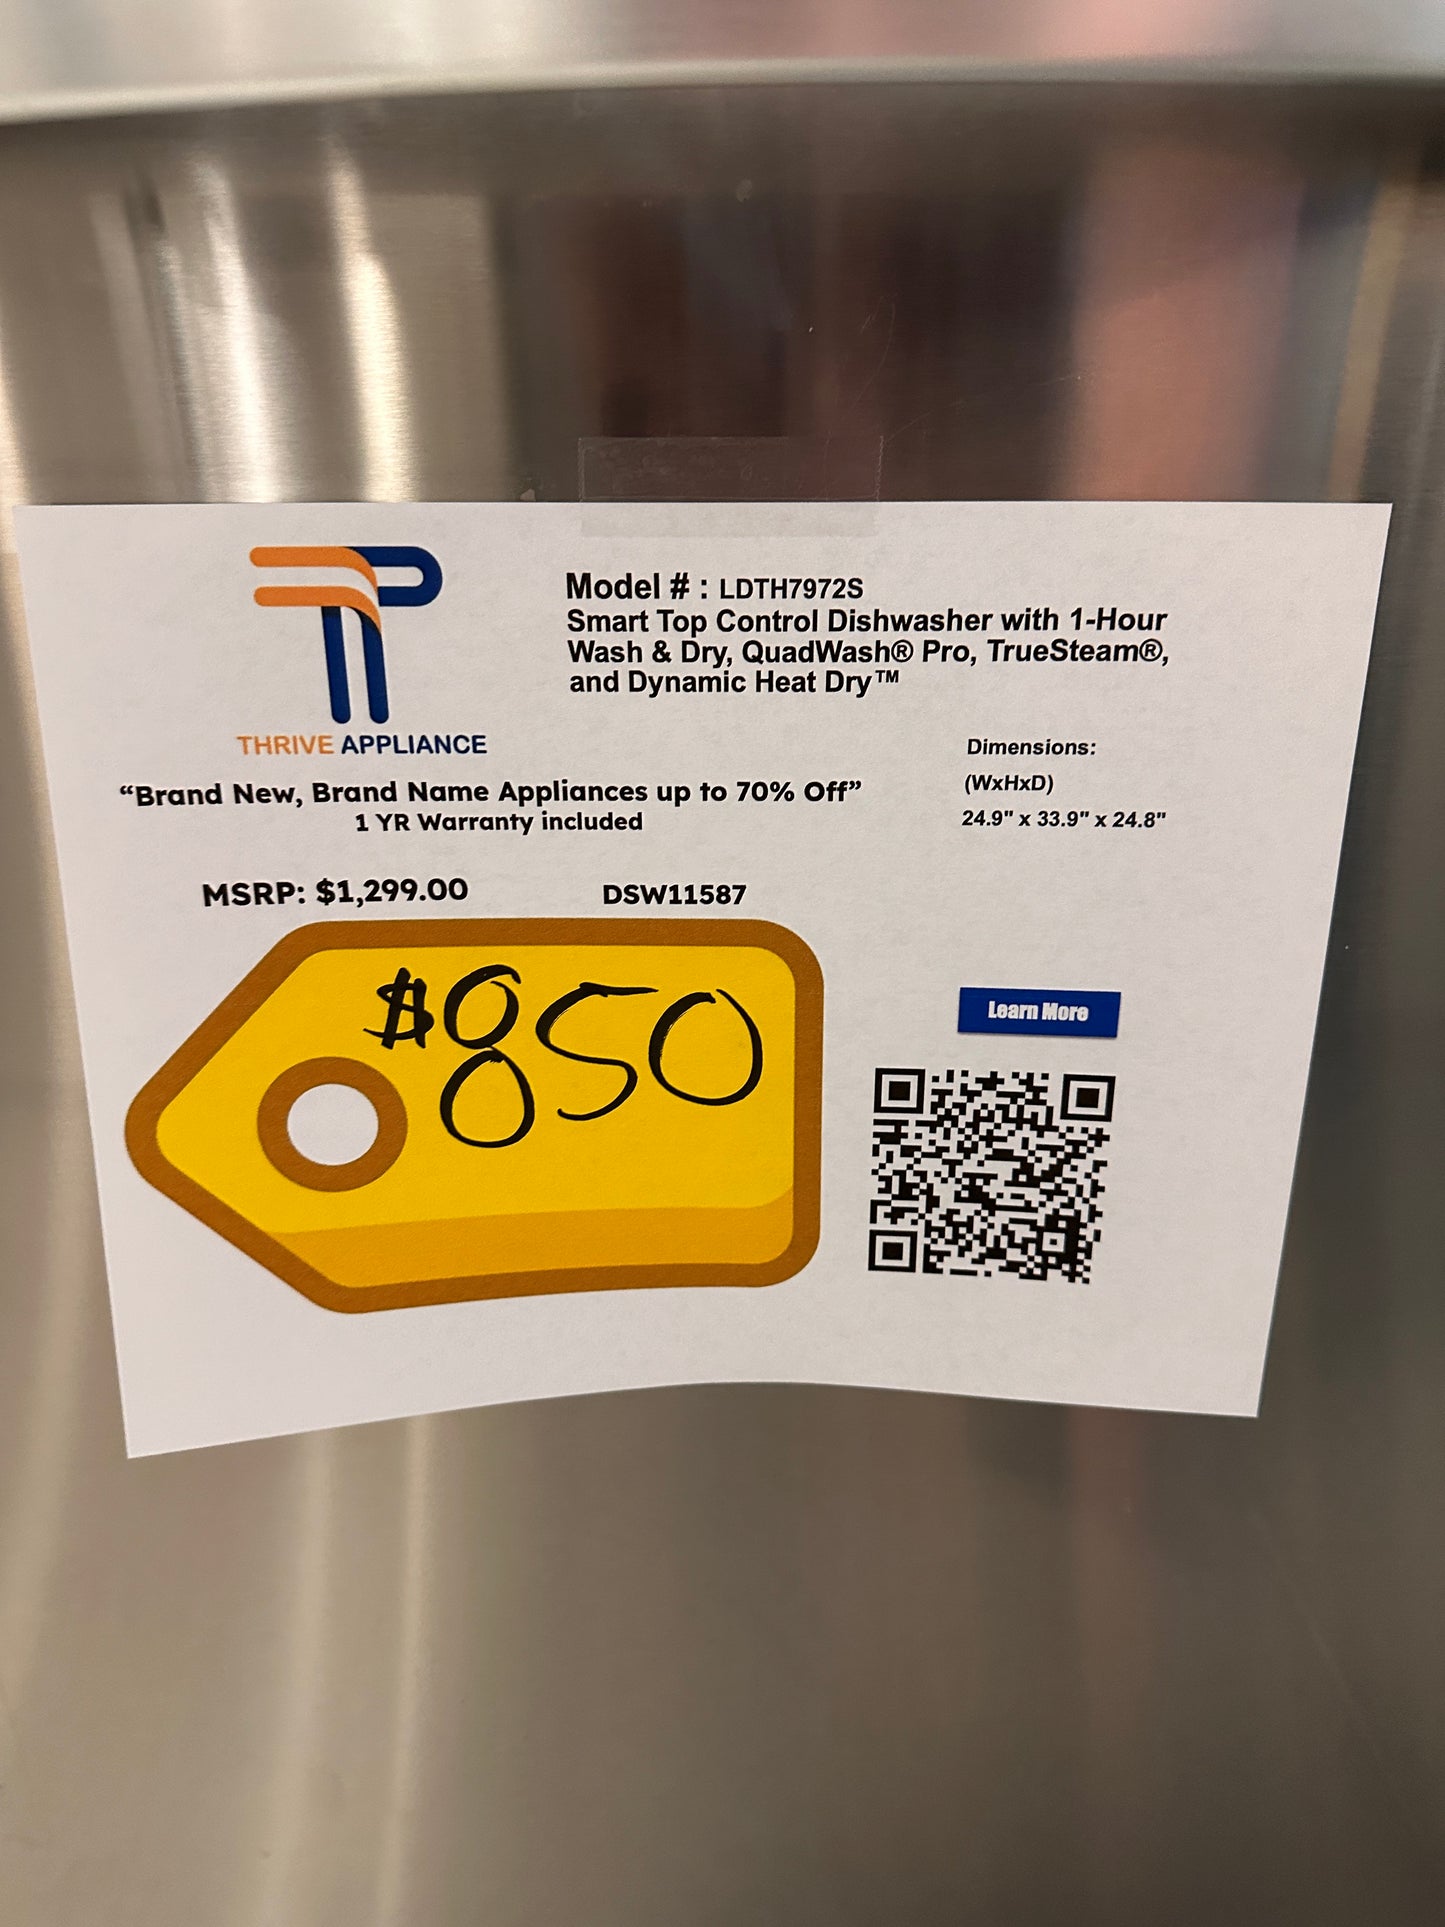 Model # : LDTH7972S
Smart Top Control Dishwasher with 1-Hour
Wash & Dry, QuadWash® Pro, TrueSteam®,
and Dynamic Heat Dry™
THRIVE APPLIANCE
“Brand New, Brand Name Appliances up to 70% Off”
1 YR Warranty included
Dimensions:
(WxHxD)
24.9" x 33.9" x 24.8"
MSRP: $1,299.00
DSW11587
$850
Learn More